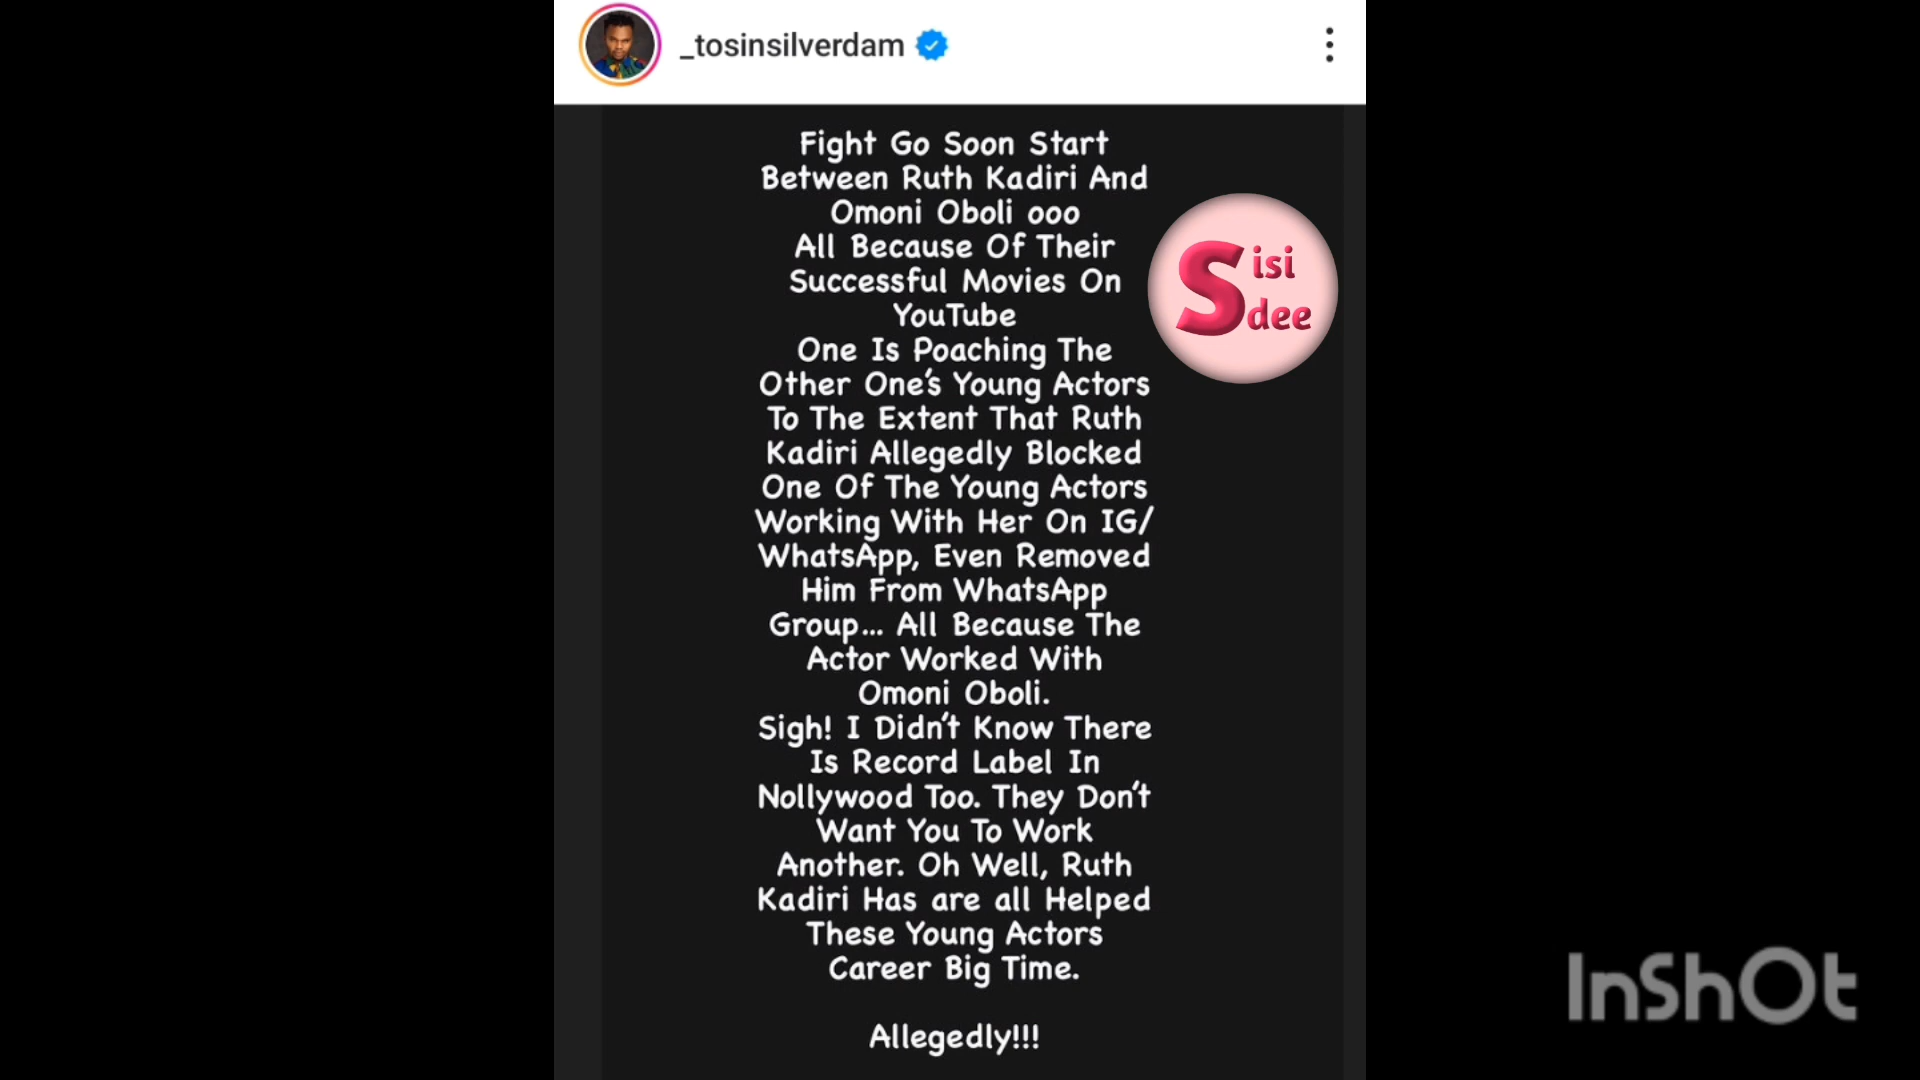 _tosinsilverdam
Fight Go Soon Start
Between Ruth Kadiri And
Omoni Oboli ooo
All Because Of Their
Successful Movies On
YouTube
One Is Poaching The
Other One's Young Actors
To The Extent That Ruth
Kadiri Allegedly Blocked
One Of The Young Actors
Working With Her On IG/
WhatsApp, Even Removed
Him From WhatsApp
Group... All Because The
Actor Worked With
Omoni Oboli.
Sigh! I Didn't Know There
Is Record Label In
Nollywood Too. They Don't
Want You To Work
Another. Oh Well, Ruth
Kadiri Has are all Helped
These Young Actors
Career Big Time.
Allegedly!!!
Sisi
dee
InShOt